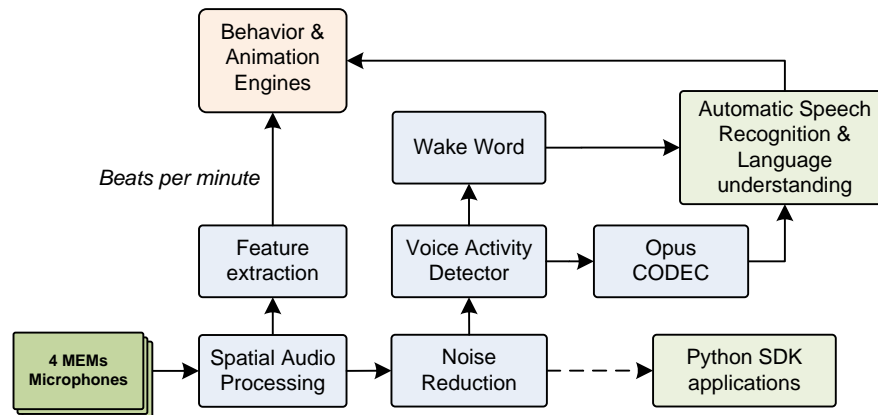 Behavior &
Animation
Engines
Automatic Speech
Recognition &
Language
understanding
Wake Word
Beats per minute
Feature
extraction
Voice Activity
Detector
Opus
CODEC
4 MEMs
Microphones
Spatial Audio
Processing
Noise
Reduction
Python SDK
applications